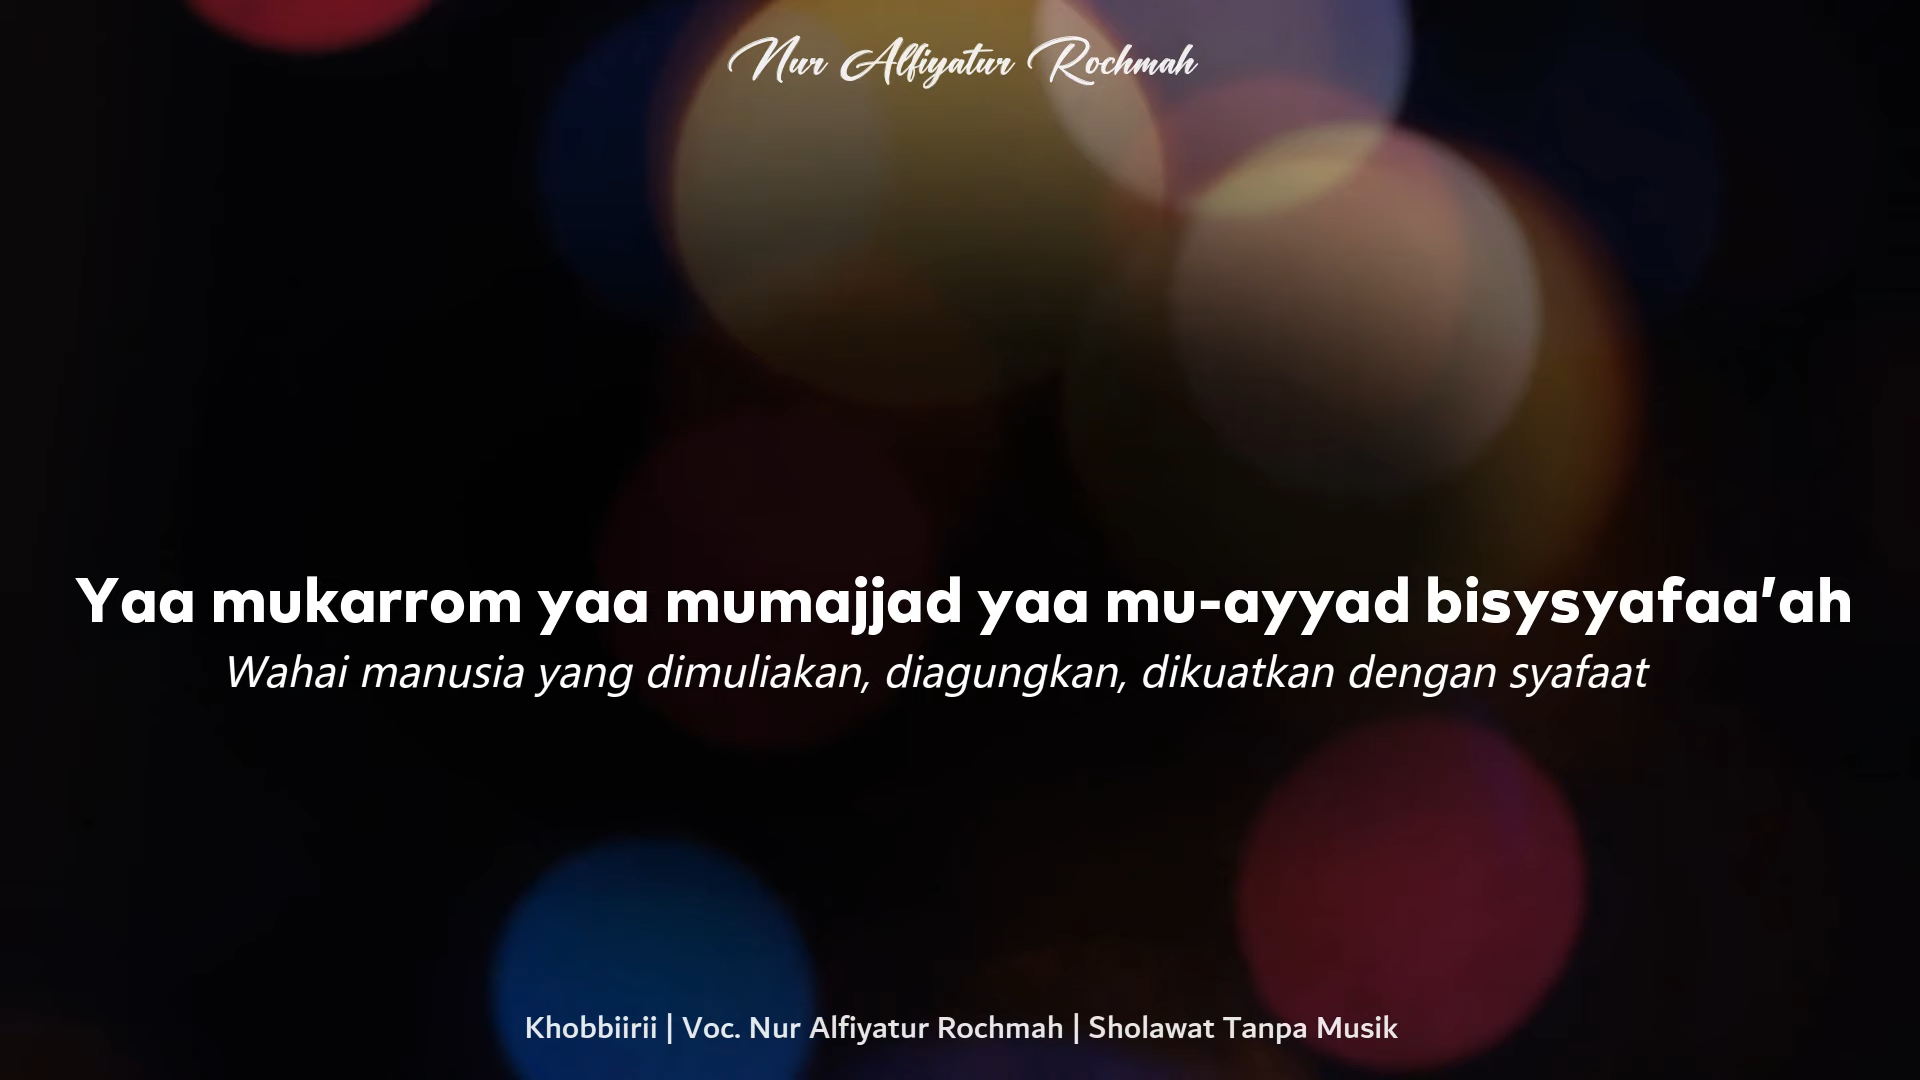 Nur Alfiyatur Rochmah
Yaa mukarrom yaa mumajjad yaa mu-ayyad bisysyafaa'ah
Wahai manusia yang dimuliakan, diagungkan, dikuatkan dengan syafaat
Khobbiirii | Voc. Nur Alfiyatur Rochmah | Sholawat Tanpa Musik